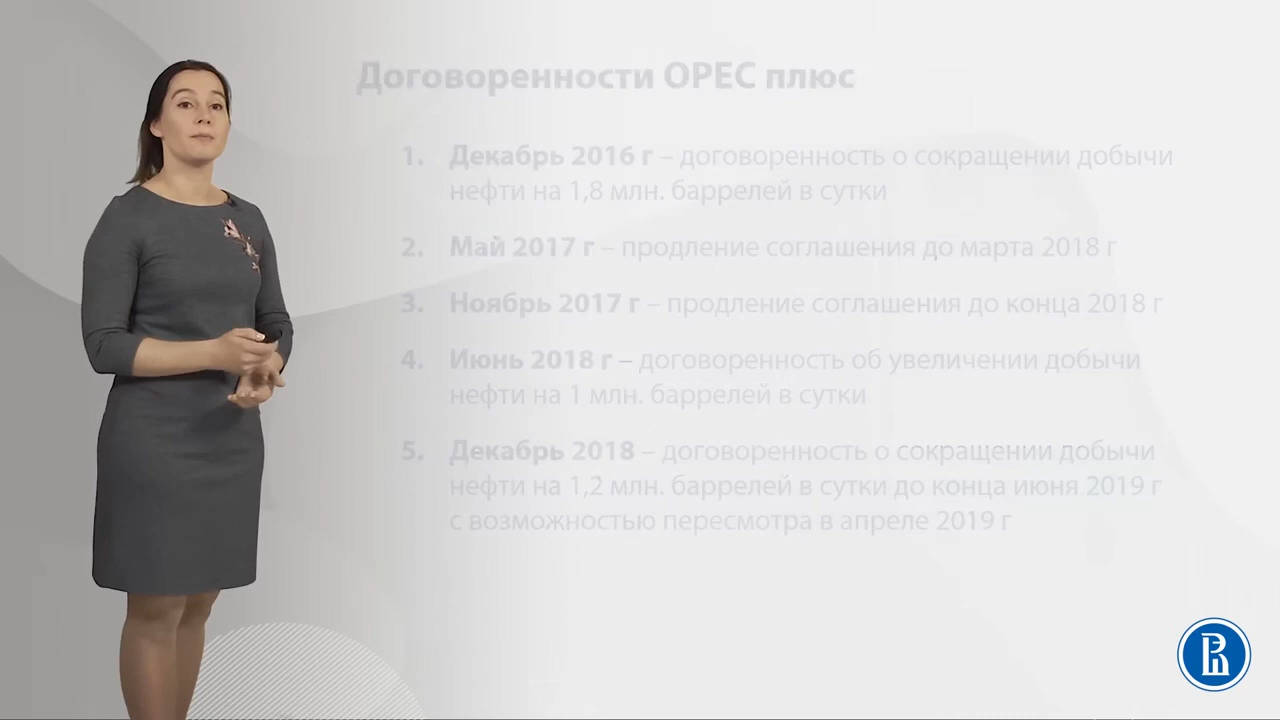 Договоренности OPEC плюс
1. Декабрь 2016 г – договоренность о сокращении добычи
нефти на 1,8 млн. баррелей в сутки
2. Май 2017 г – продление соглашения до марта 2018 г
3. Ноябрь 2017 г – продление соглашения до конца 2018 г
4. Июнь 2018 г – договоренность об увеличении добычи
нефти на 1 млн. баррелей в сутки
5. Декабрь 2018 – договоренность о сокращении добычи
нефти на 1,2 млн. баррелей в сутки до конца июня 2019 г
с возможностью пересмотра в апреле 2019 г